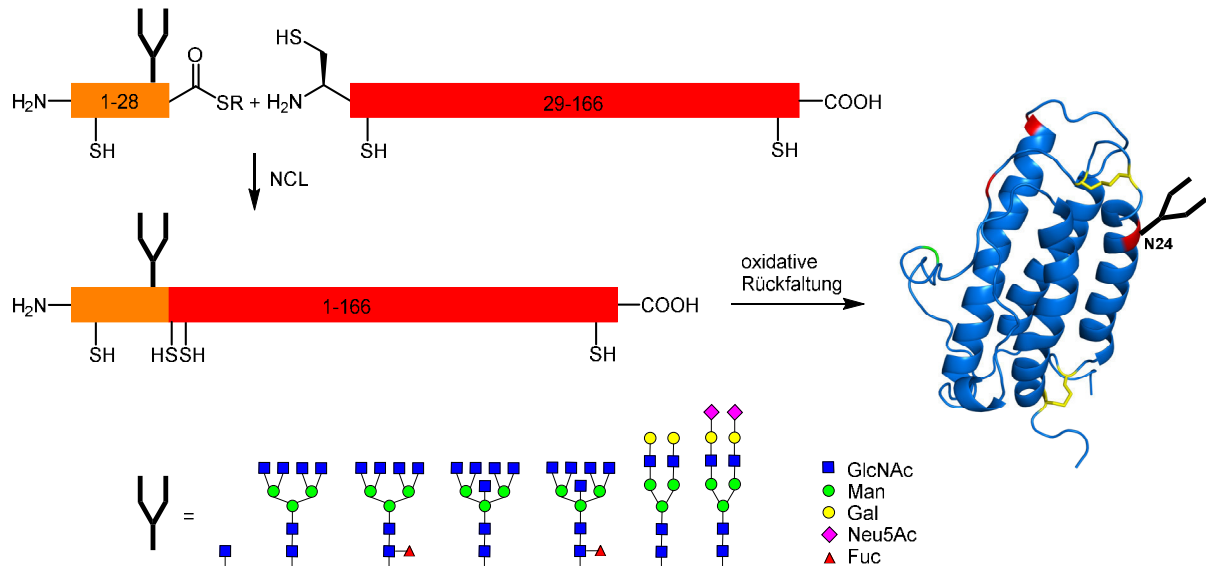 HS
O
H₂N
1-28
SR +
H₂N
29-166
COOH
SH
SH
SH
NCL
H₂N
1-166
COOH
SH
HS
SH
SH
oxidative
Rückfaltung
N24
=
GlcNAc
Man
Gal
Neu5Ac
Fuc